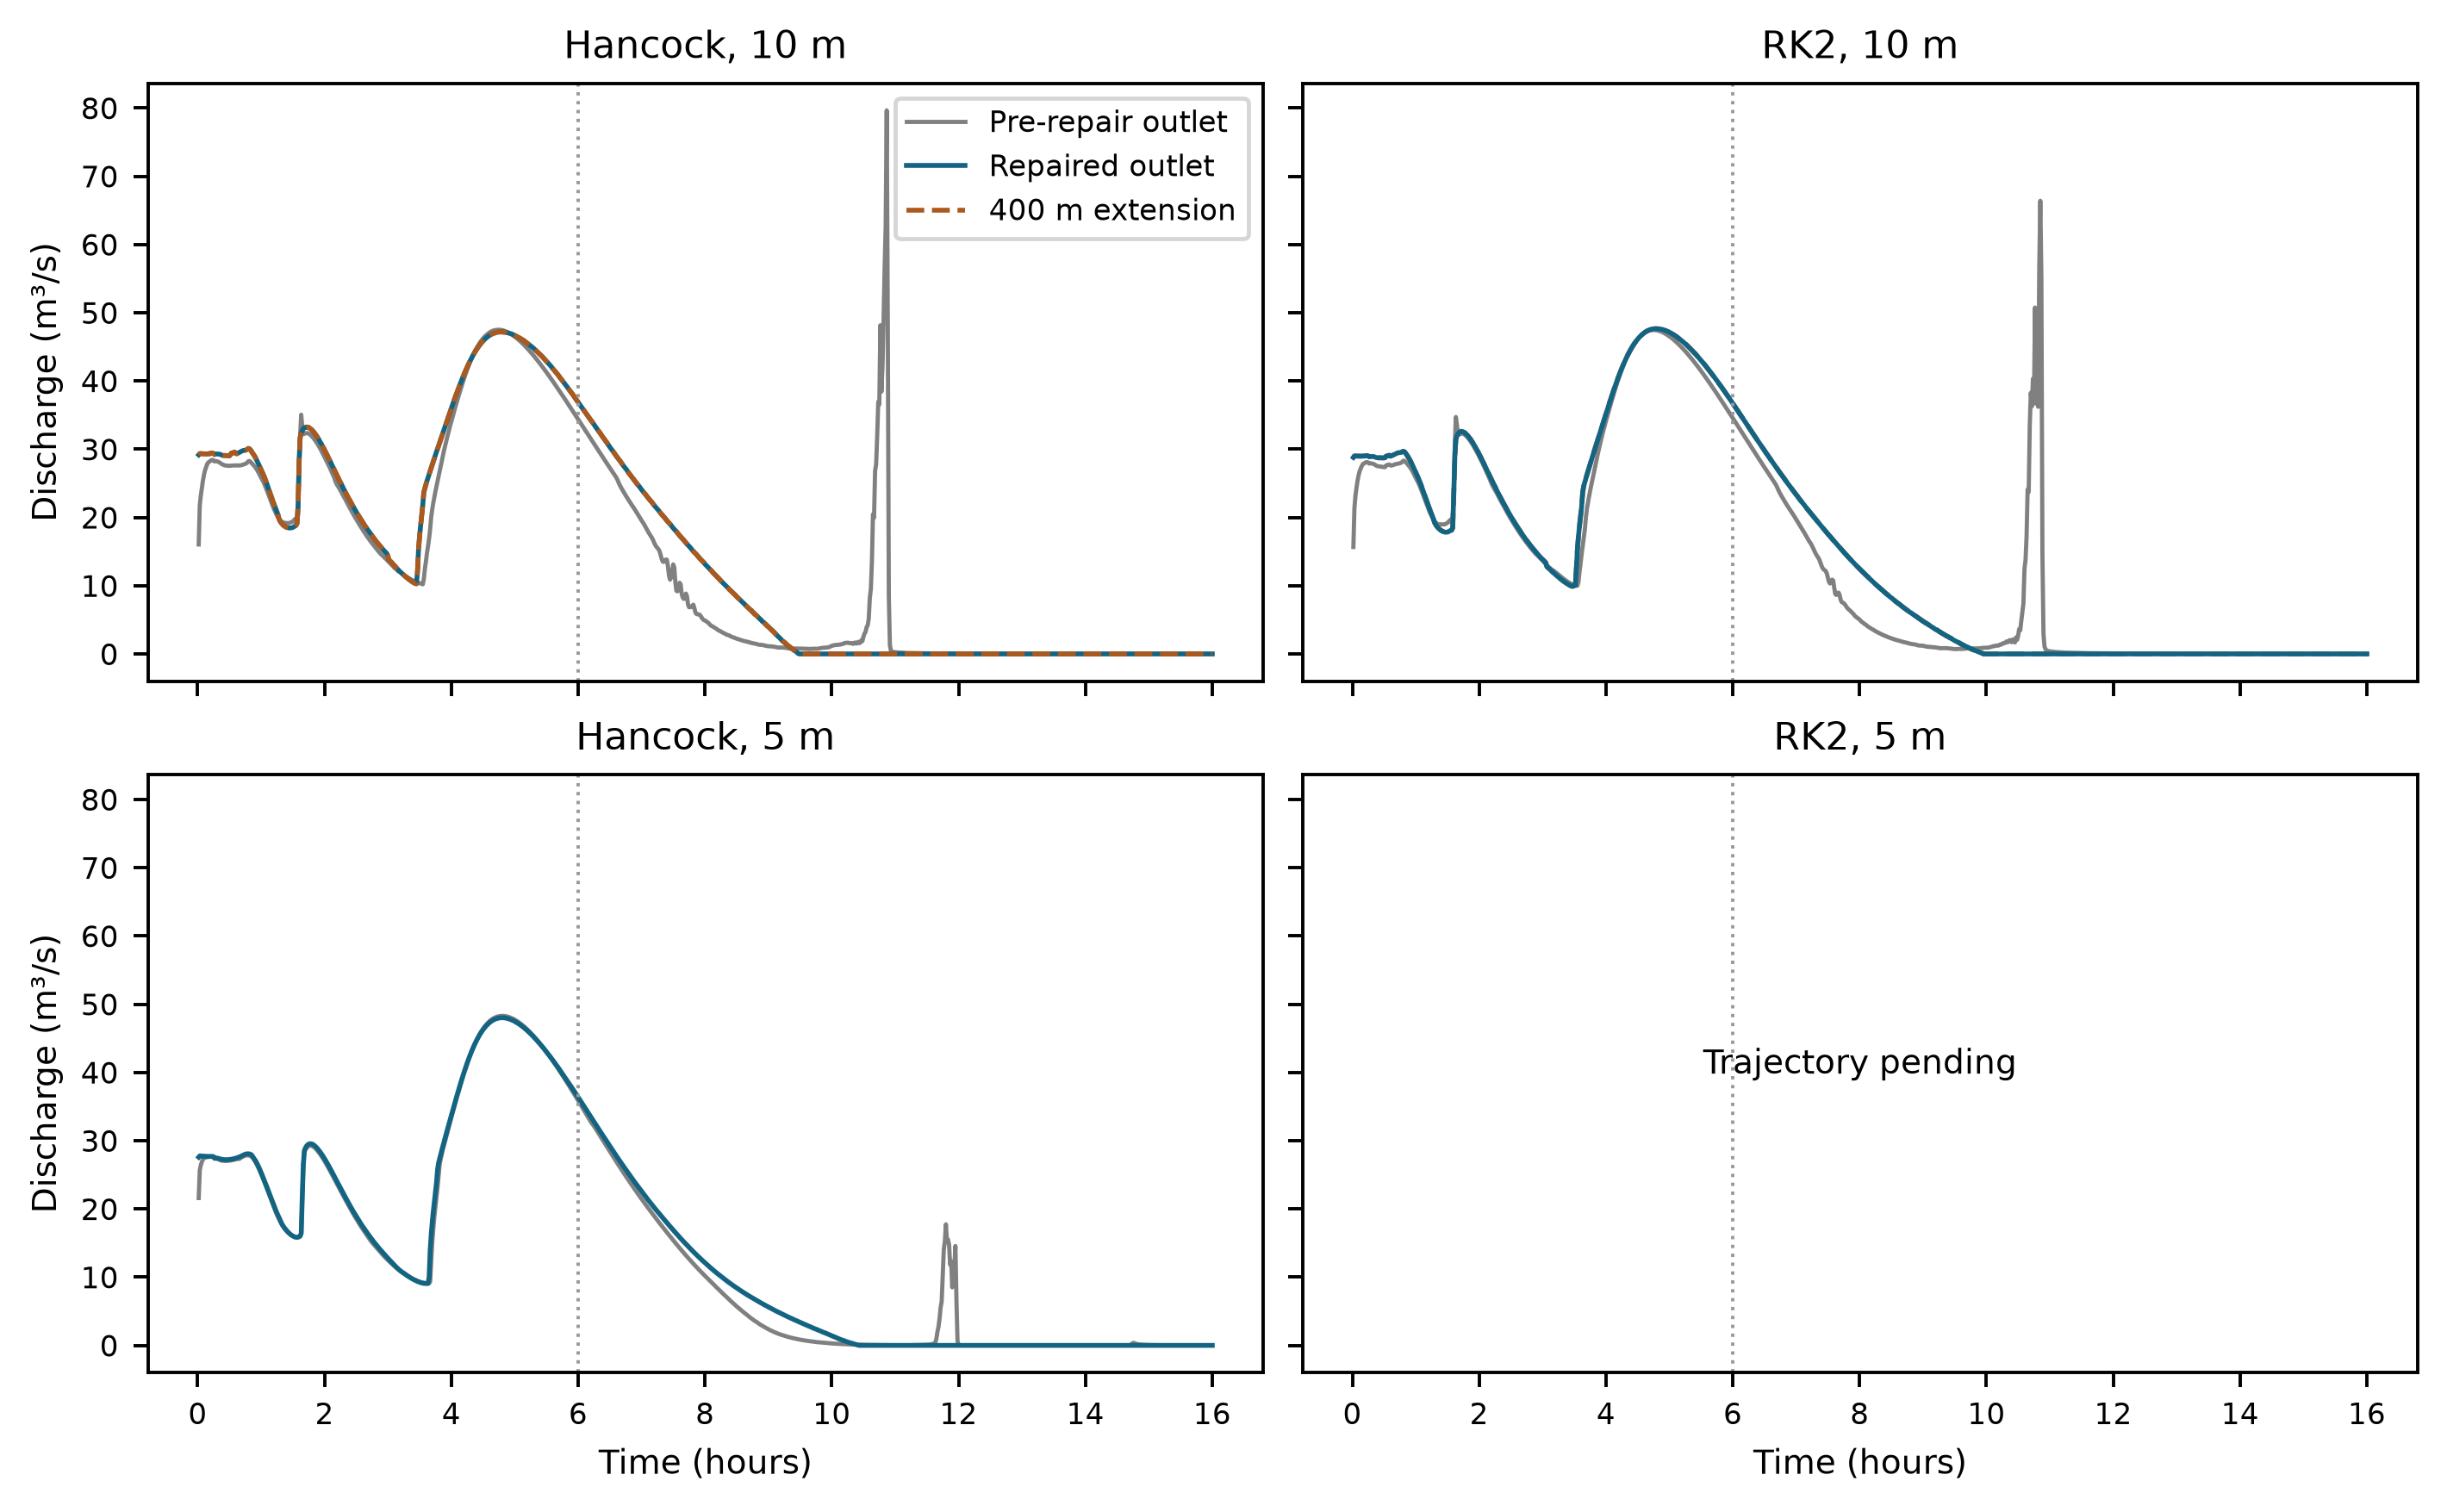 Hancock, 10 m
RK2, 10 m
Discharge (m³/s)
80
70
60
50
40
30
20
10
0
Pre-repair outlet
Repaired outlet
400 m extension
Hancock, 5 m
RK2, 5 m
Discharge (m³/s)
80
70
60
50
40
30
20
10
0
Trajectory pending
0 2 4 6 8 10 12 14 16
Time (hours)
0 2 4 6 8 10 12 14 16
Time (hours)